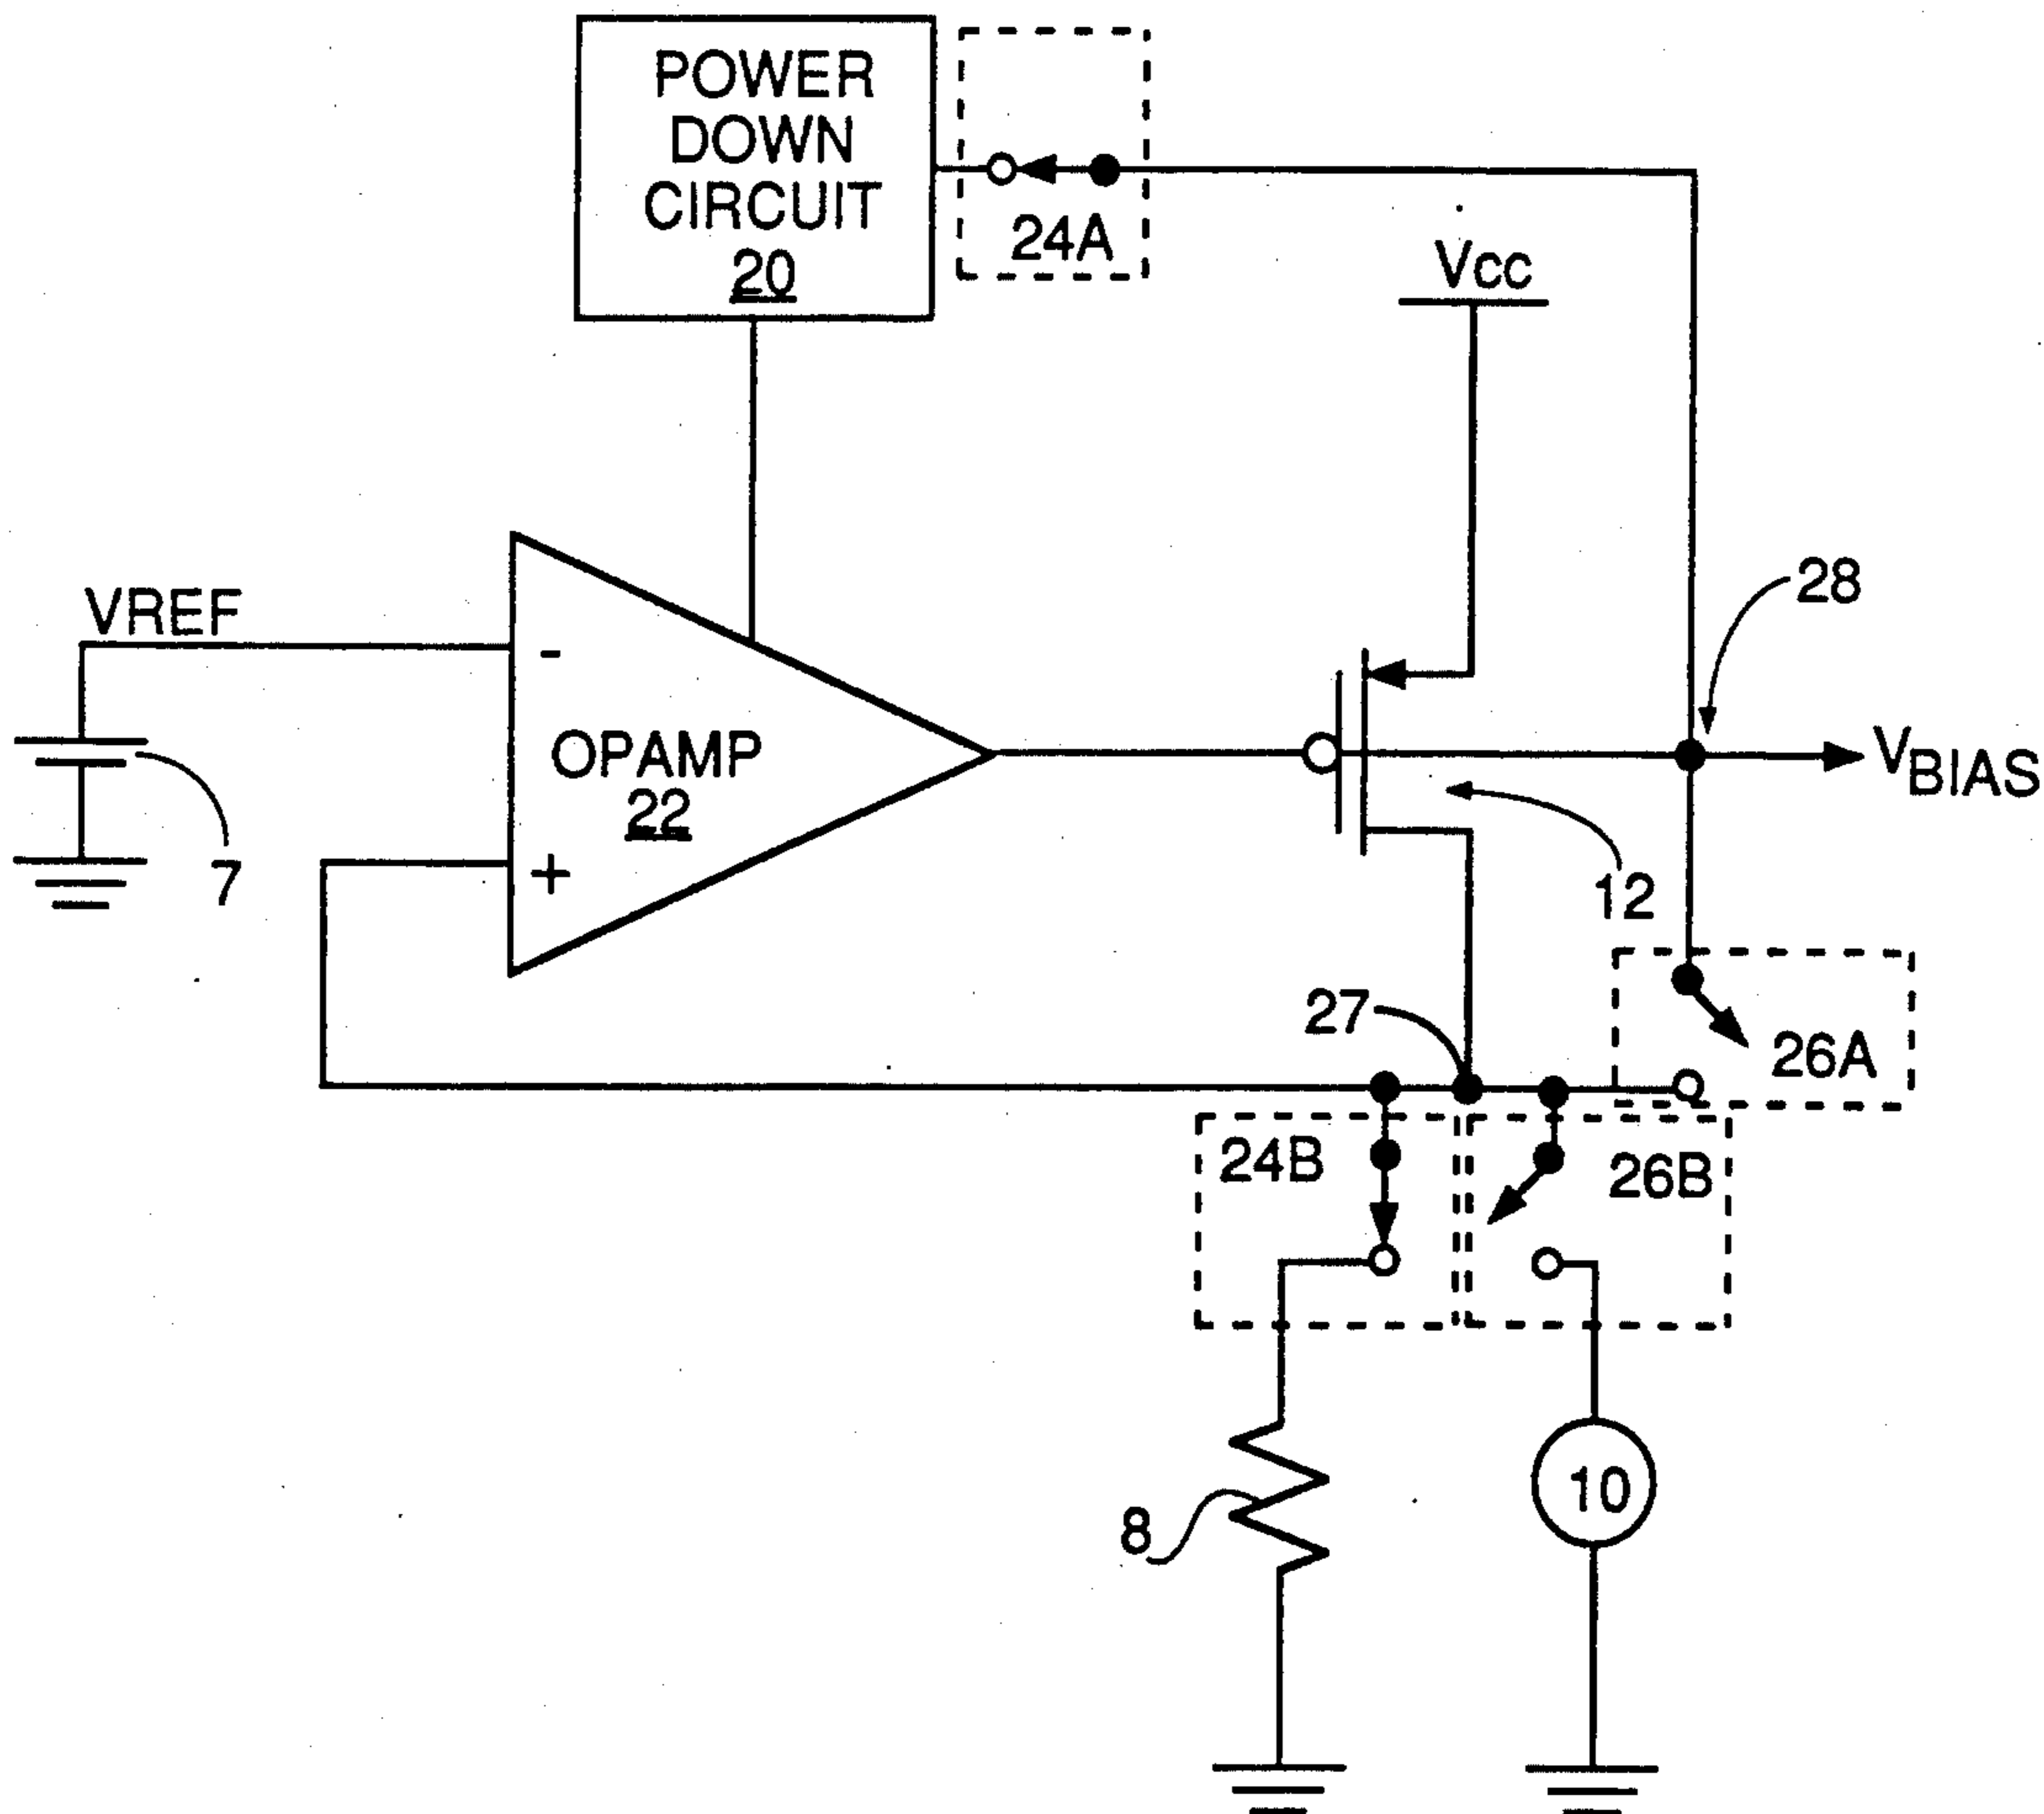 POWER
DOWN
CIRCUIT
20
24A
Vcc
28
VREF
-
OPAMP
22
VBIAS
7
+
12
27
26A
24B
26B
8
10